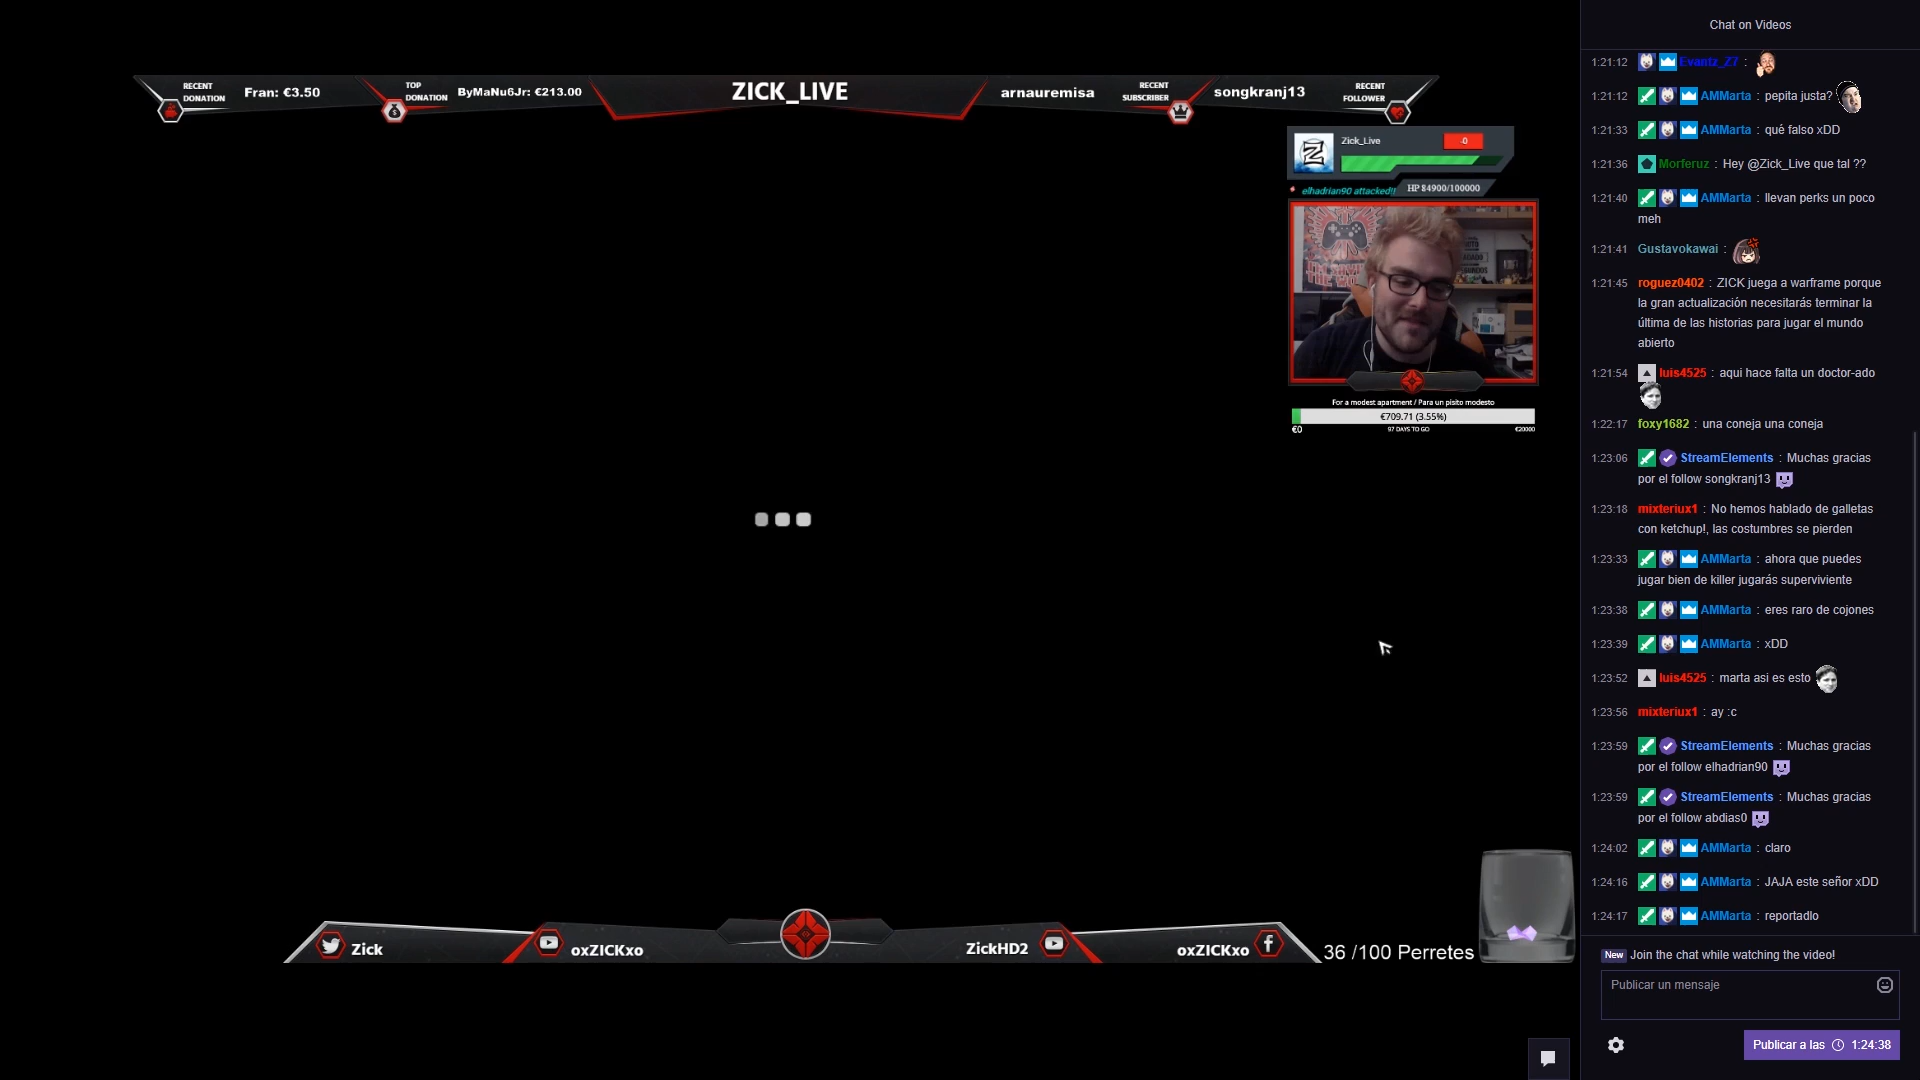 RECENT
DONATION
Fran: €3.50
TOP
DONATION
ByMaNu6Jr: €213.00
ZICK_LIVE
arnauremisa
RECENT
SUBSCRIBER
songkranj13
RECENT
FOLLOWER
Zick_Live
-0
elhadrian90 attacked!!
HP 84900/100000
For a modest apartment / Para un pisito modesto
€709.71 (3.55%)
€0
97 DAYS TO GO
€20000
Zick
oxZICKxo
ZickHD2
oxZICKxo
36 /100 Perretes
Chat on Videos
1:21:12 Evantz_Z7 :
1:21:12 AMMarta : pepita justa?
1:21:33 AMMarta : qué falso xDD
1:21:36 Morferuz : Hey @Zick_Live que tal ??
1:21:40 AMMarta : llevan perks un poco
meh
1:21:41 Gustavokawai :
1:21:45 roguez0402 : ZICK juega a warframe porque
la gran actualización necesitarás terminar la
última de las historias para jugar el mundo
abierto
1:21:54 luis4525 : aqui hace falta un doctor-ado
1:22:17 foxy1682 : una coneja una coneja
1:23:06 StreamElements : Muchas gracias
por el follow songkranj13
1:23:18 mixteriux1 : No hemos hablado de galletas
con ketchup!, las costumbres se pierden
1:23:33 AMMarta : ahora que puedes
jugar bien de killer jugarás superviviente
1:23:38 AMMarta : eres raro de cojones
1:23:39 AMMarta : xDD
1:23:52 luis4525 : marta asi es esto
1:23:56 mixteriux1 : ay :c
1:23:59 StreamElements : Muchas gracias
por el follow elhadrian90
1:23:59 StreamElements : Muchas gracias
por el follow abdias0
1:24:02 AMMarta : claro
1:24:16 AMMarta : JAJA este señor xDD
1:24:17 AMMarta : reportadlo
New Join the chat while watching the video!
Publicar un mensaje
Publicar a las 1:24:38